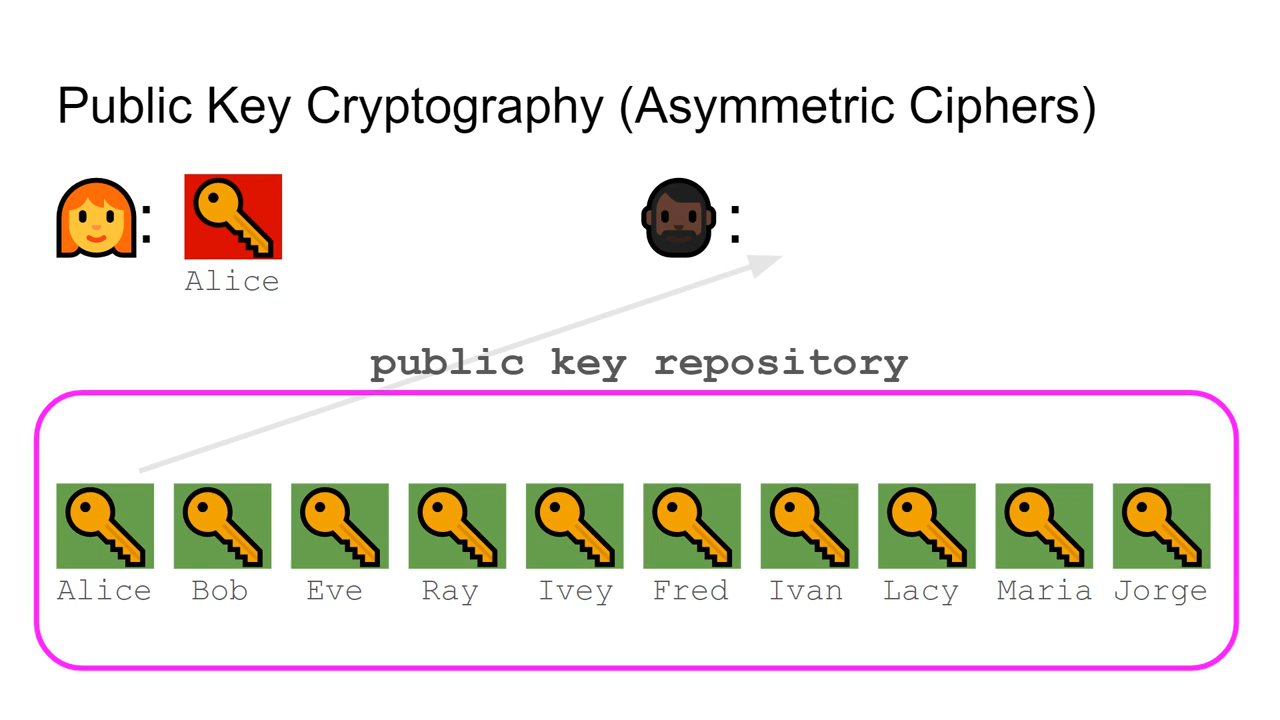 Public Key Cryptography (Asymmetric Ciphers)
: :
Alice
public key repository
Alice Bob Eve Ray Ivey Fred Ivan Lacy Maria Jorge